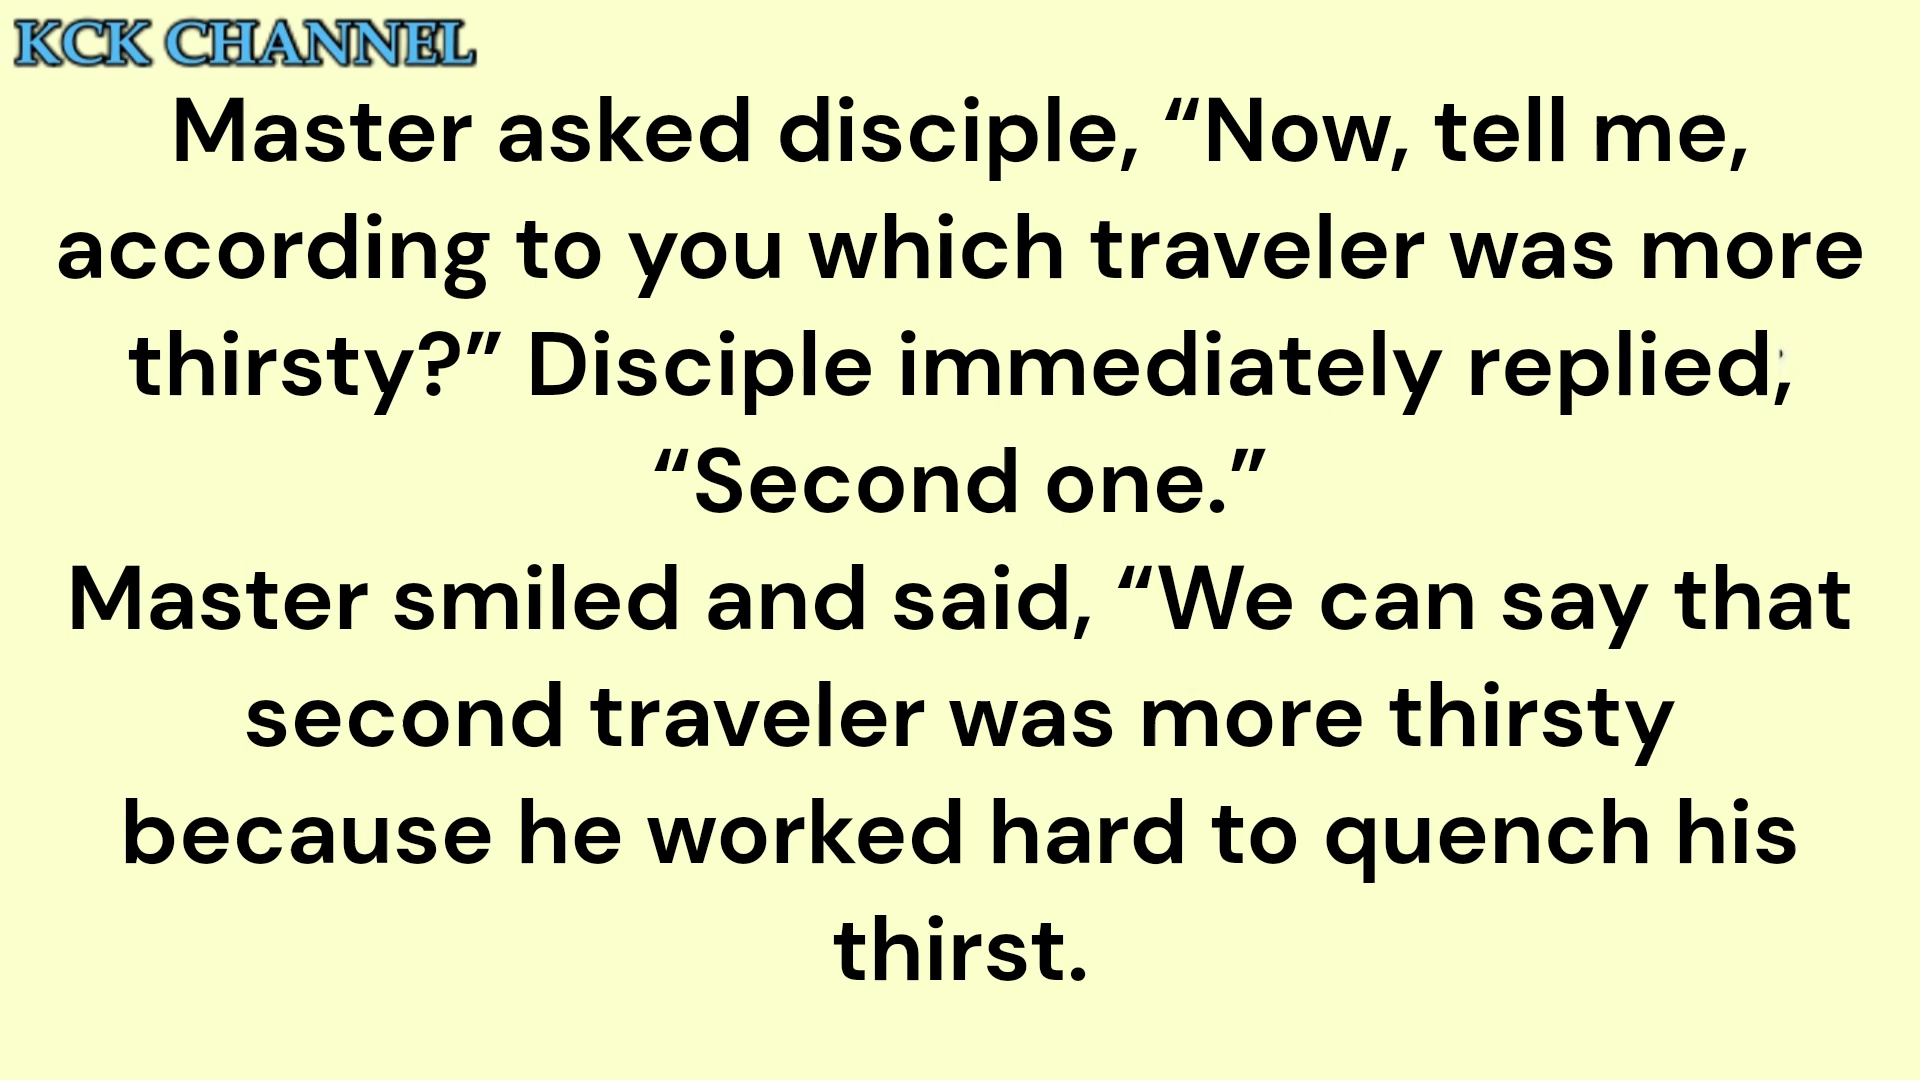 KCK CHANNEL
Master asked disciple, “Now, tell me,
according to you which traveler was more
thirsty?” Disciple immediately replied,
“Second one.”
Master smiled and said, “We can say that
second traveler was more thirsty
because he worked hard to quench his
thirst.